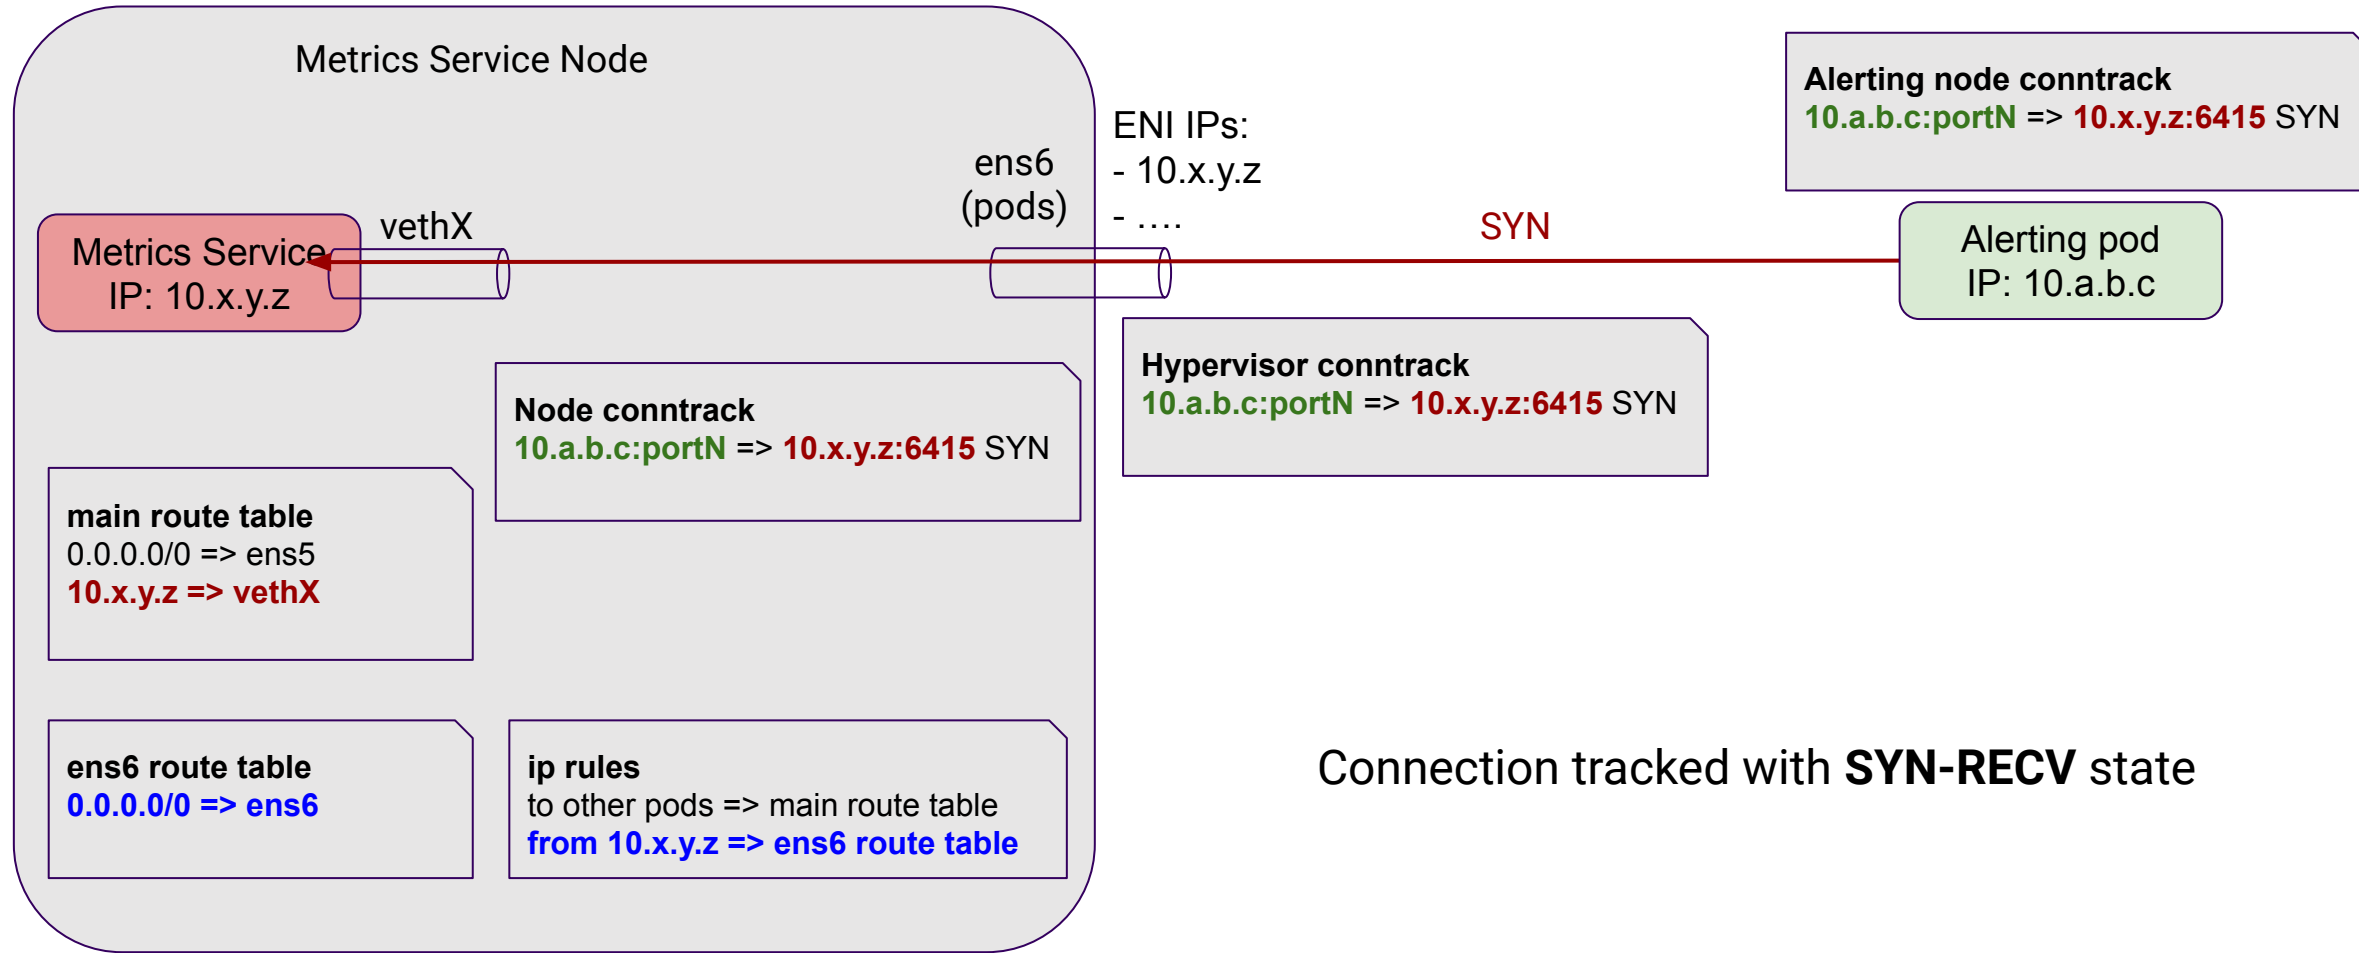 Metrics Service Node
Alerting node conntrack
10.a.b.c:portN => 10.x.y.z:6415 SYN
ENI IPs:
- 10.x.y.z
- ....
ens6
(pods)
vethX
SYN
Metrics Service
IP: 10.x.y.z
Alerting pod
IP: 10.a.b.c
Hypervisor conntrack
10.a.b.c:portN => 10.x.y.z:6415 SYN
Node conntrack
10.a.b.c:portN => 10.x.y.z:6415 SYN
main route table
0.0.0.0/0 => ens5
10.x.y.z => vethX
ens6 route table
0.0.0.0/0 => ens6
ip rules
to other pods => main route table
from 10.x.y.z => ens6 route table
Connection tracked with SYN-RECV state